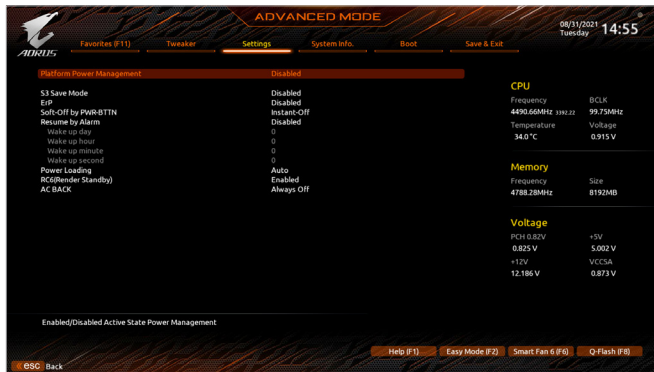 ADVANCED MODE
08/31/2021 Tuesday 14:55
AORUS
Favorites (F11) Tweaker Settings System Info. Boot Save & Exit
Platform Power Management Disabled
S3 Save Mode Disabled
ErP Disabled
Soft-Off by PWR-BTTN Instant-Off
Resume by Alarm Disabled
Wake up day 0
Wake up hour 0
Wake up minute 0
Wake up second 0
Power Loading Auto
RC6(Render Standby) Enabled
AC BACK Always Off
CPU
Frequency BCLK
4490.66MHz 3392.22 99.75MHz
Temperature Voltage
34.0 °C 0.915 V
Memory
Frequency Size
4788.28MHz 8192MB
Voltage
PCH 0.82V +5V
0.825 V 5.002 V
+12V VCCSA
12.186 V 0.873 V
Enabled/Disabled Active State Power Management
Help (F1) Easy Mode (F2) Smart Fan 6 (F6) Q-Flash (F8)
esc Back